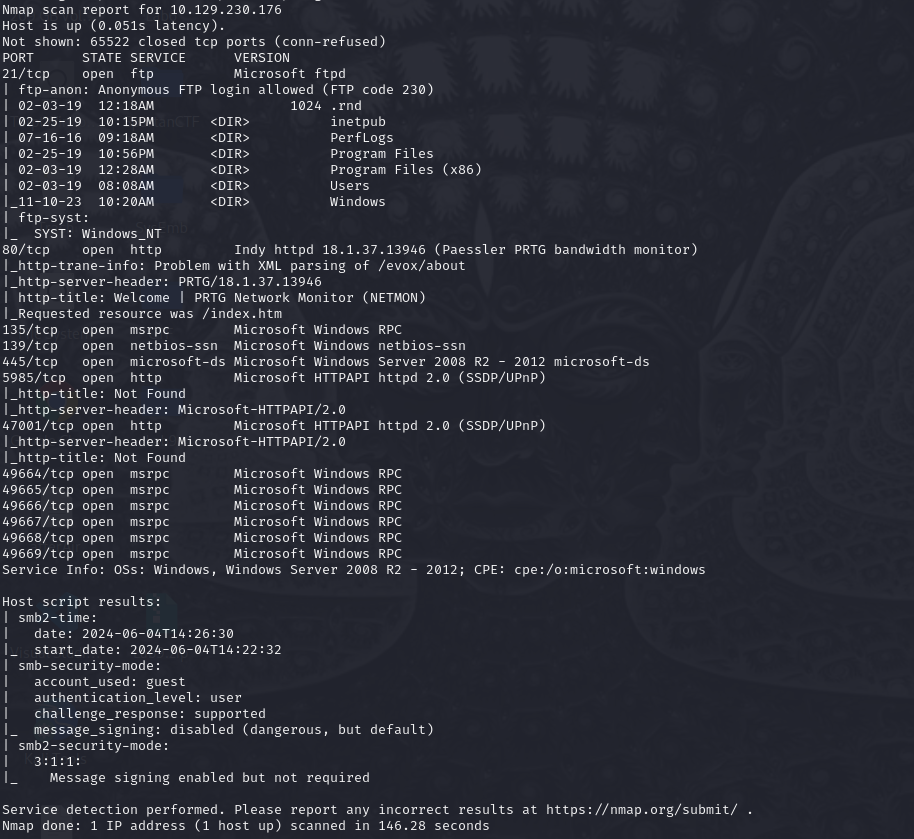 Nmap scan report for 10.129.230.176
Host is up (0.051s latency).
Not shown: 65522 closed tcp ports (conn-refused)
PORT      STATE SERVICE      VERSION
21/tcp    open  ftp          Microsoft ftpd
| ftp-anon: Anonymous FTP login allowed (FTP code 230)
| 02-03-19  12:18AM                 1024 .rnd
| 02-25-19  10:15PM       <DIR>          inetpub
| 07-16-16  09:18AM       <DIR>          PerfLogs
| 02-25-19  10:56PM       <DIR>          Program Files
| 02-03-19  12:28AM       <DIR>          Program Files (x86)
| 02-03-19  08:08AM       <DIR>          Users
|_11-10-23  10:20AM       <DIR>          Windows
| ftp-syst:
|_  SYST: Windows_NT
80/tcp    open  http         Indy httpd 18.1.37.13946 (Paessler PRTG bandwidth monitor)
|_http-trane-info: Problem with XML parsing of /evox/about
|_http-server-header: PRTG/18.1.37.13946
| http-title: Welcome | PRTG Network Monitor (NETMON)
|_Requested resource was /index.htm
135/tcp   open  msrpc        Microsoft Windows RPC
139/tcp   open  netbios-ssn  Microsoft Windows netbios-ssn
445/tcp   open  microsoft-ds Microsoft Windows Server 2008 R2 - 2012 microsoft-ds
5985/tcp  open  http         Microsoft HTTPAPI httpd 2.0 (SSDP/UPnP)
|_http-title: Not Found
|_http-server-header: Microsoft-HTTPAPI/2.0
47001/tcp open  http         Microsoft HTTPAPI httpd 2.0 (SSDP/UPnP)
|_http-server-header: Microsoft-HTTPAPI/2.0
|_http-title: Not Found
49664/tcp open  msrpc        Microsoft Windows RPC
49665/tcp open  msrpc        Microsoft Windows RPC
49666/tcp open  msrpc        Microsoft Windows RPC
49667/tcp open  msrpc        Microsoft Windows RPC
49668/tcp open  msrpc        Microsoft Windows RPC
49669/tcp open  msrpc        Microsoft Windows RPC
Service Info: OSs: Windows, Windows Server 2008 R2 - 2012; CPE: cpe:/o:microsoft:windows

Host script results:
| smb2-time:
|   date: 2024-06-04T14:26:30
|_  start_date: 2024-06-04T14:22:32
| smb-security-mode:
|   account_used: guest
|   authentication_level: user
|   challenge_response: supported
|_  message_signing: disabled (dangerous, but default)
| smb2-security-mode:
|   3:1:1:
|_    Message signing enabled but not required

Service detection performed. Please report any incorrect results at https://nmap.org/submit/ .
Nmap done: 1 IP address (1 host up) scanned in 146.28 seconds